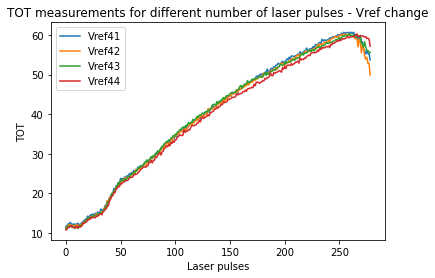 TOT measurements for different number of laser pulses - Vref change
Vref41
Vref42
Vref43
Vref44
60
50
40
30
20
10
TOT
0 50 100 150 200 250
Laser pulses